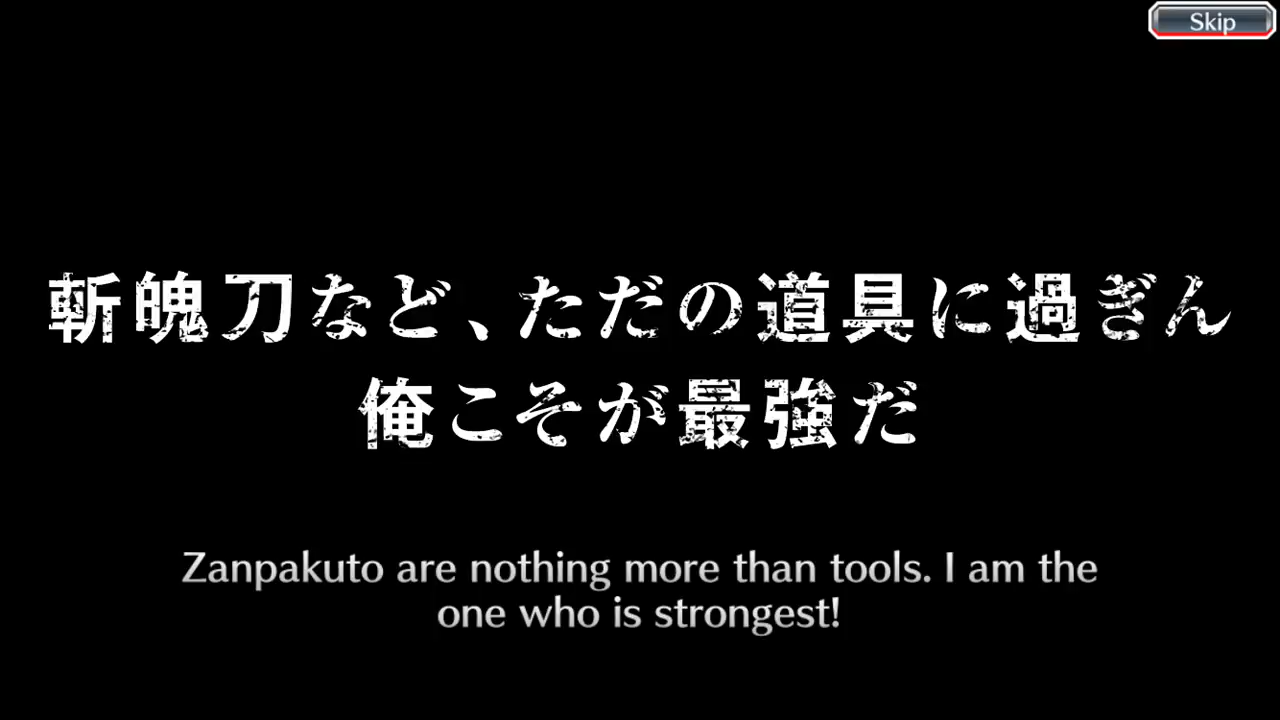 Skip
斬魄刀など、ただの道具に過ぎん
俺こそが最強だ
Zanpakuto are nothing more than tools. I am the
one who is strongest!